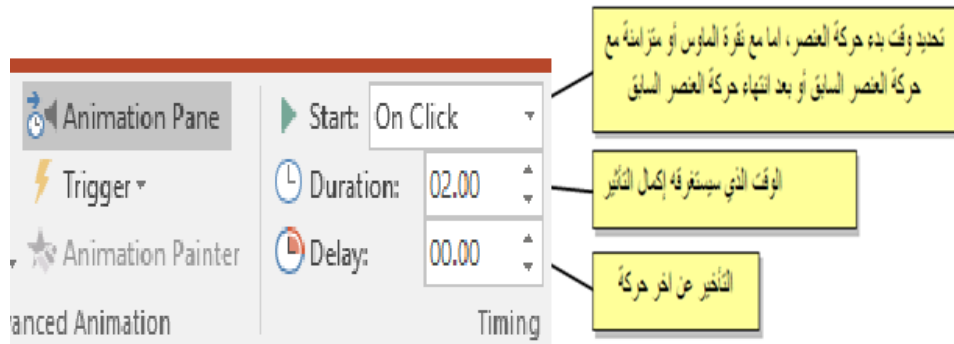 تحديد وقت بدء حركة العنصر، اما مع نقرة الماوس أو متزامنة مع
حركة العنصر السابق أو بعد انتهاء حركة العنصر السابق
Animation Pane
Start: On Click
الوقت الذي سيستغرقه إكمال التأثير
Trigger
Duration: 02.00
Animation Painter
Delay: 00.00
التأخير عن اخر حركة
vanced Animation
Timing